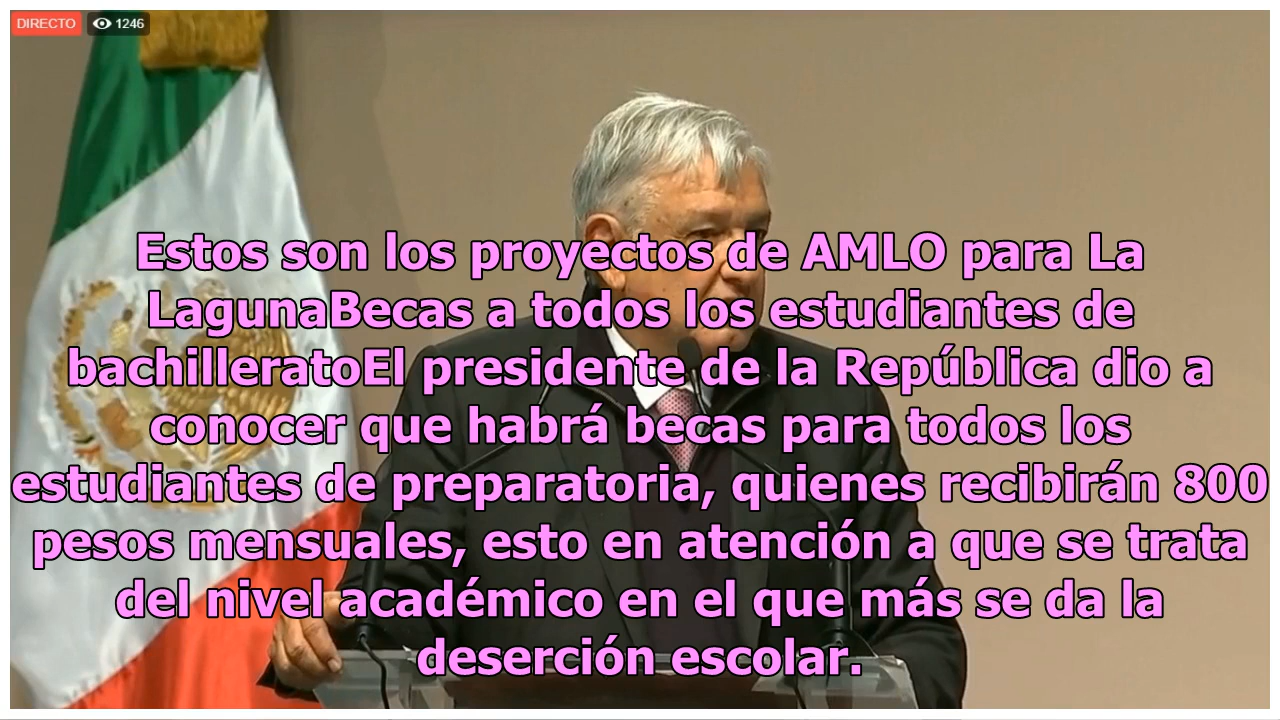 DIRECTO 1246
Estos son los proyectos de AMLO para La
LagunaBecas a todos los estudiantes de
bachilleratoEl presidente de la República dio a
conocer que habrá becas para todos los
estudiantes de preparatoria, quienes recibirán 800
pesos mensuales, esto en atención a que se trata
del nivel académico en el que más se da la
deserción escolar.